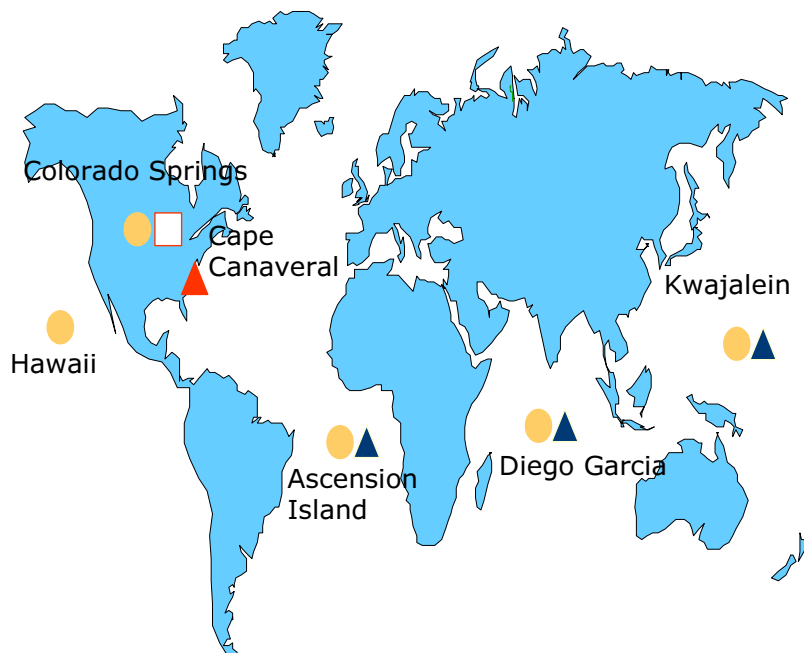 Colorado Springs
Cape
Canaveral
Kwajalein
Hawaii
Diego Garcia
Ascension
Island